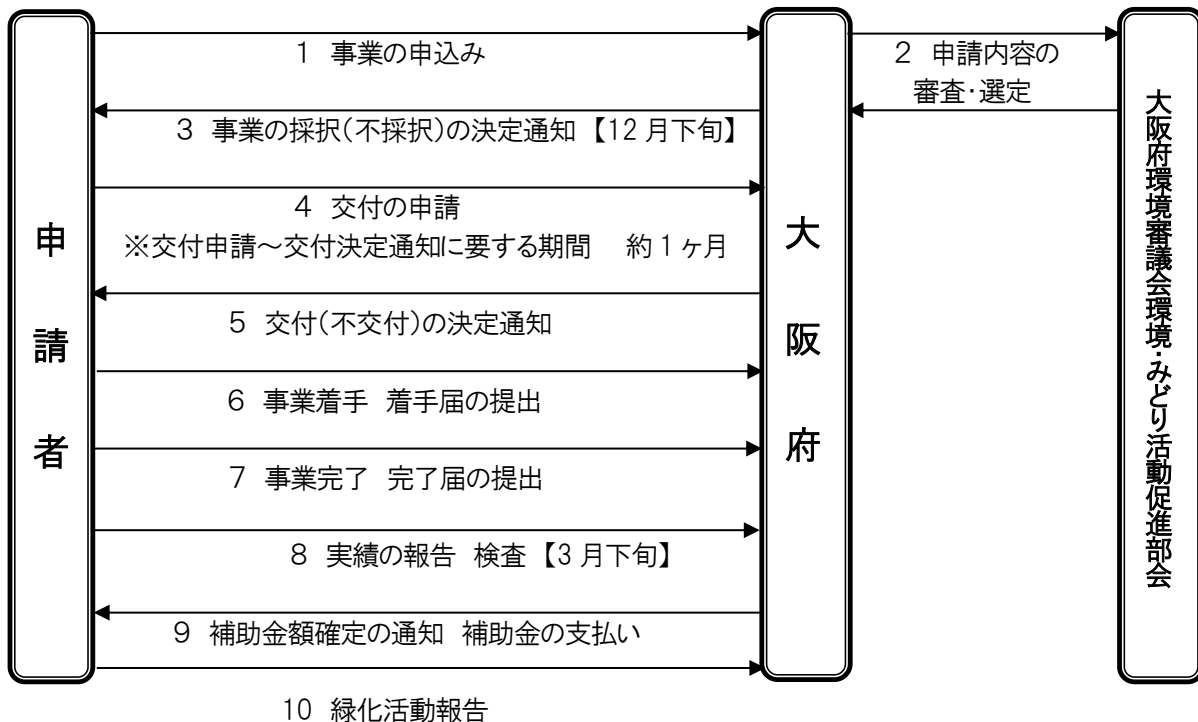 1 事業の申込み
2 申請内容の
審査・選定
3 事業の採択(不採択)の決定通知【12月下旬】
4 交付の申請
※交付申請～交付決定通知に要する期間 約1ヶ月
5 交付(不交付)の決定通知
6 事業着手 着手届の提出
7 事業完了 完了届の提出
8 実績の報告 検査【3月下旬】
9 補助金額確定の通知 補助金の支払い
10 緑化活動報告
申請者
大阪府
大阪府環境審議会環境・みどり活動促進部会